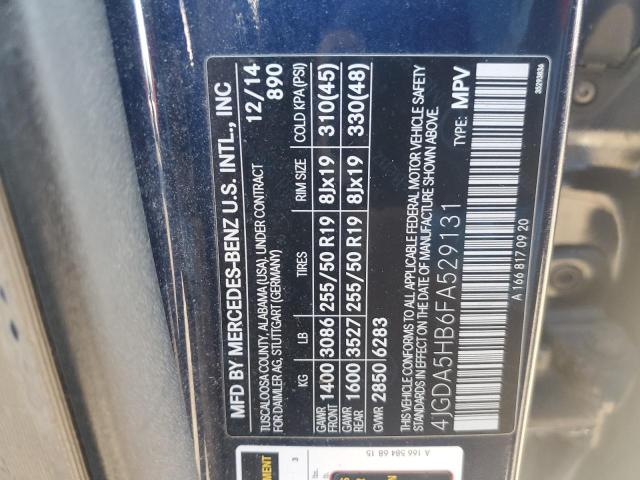 MFD BY MERCEDES-BENZ U.S. INTL., INC
TUSCALOOSA COUNTY, ALABAMA (USA), UNDER CONTRACT
FOR DAIMLER AG, STUTTGART (GERMANY)
12/14
890
KG LB TIRES RIM SIZE COLD KPA (PSI)
GAWR FRONT 1400 3086 255/50 R19 8Jx19 310(45)
GAWR REAR 1600 3527 255/50 R19 8Jx19 330(48)
GVWR 2850/6283
THIS VEHICLE CONFORMS TO ALL APPLICABLE FEDERAL MOTOR VEHICLE SAFETY
STANDARDS IN EFFECT ON THE DATE OF MANUFACTURE SHOWN ABOVE.
4JGDA5HB6FA529131 TYPE: MPV
A 166 817 09 20
35293836
A 166 584 68 15
3